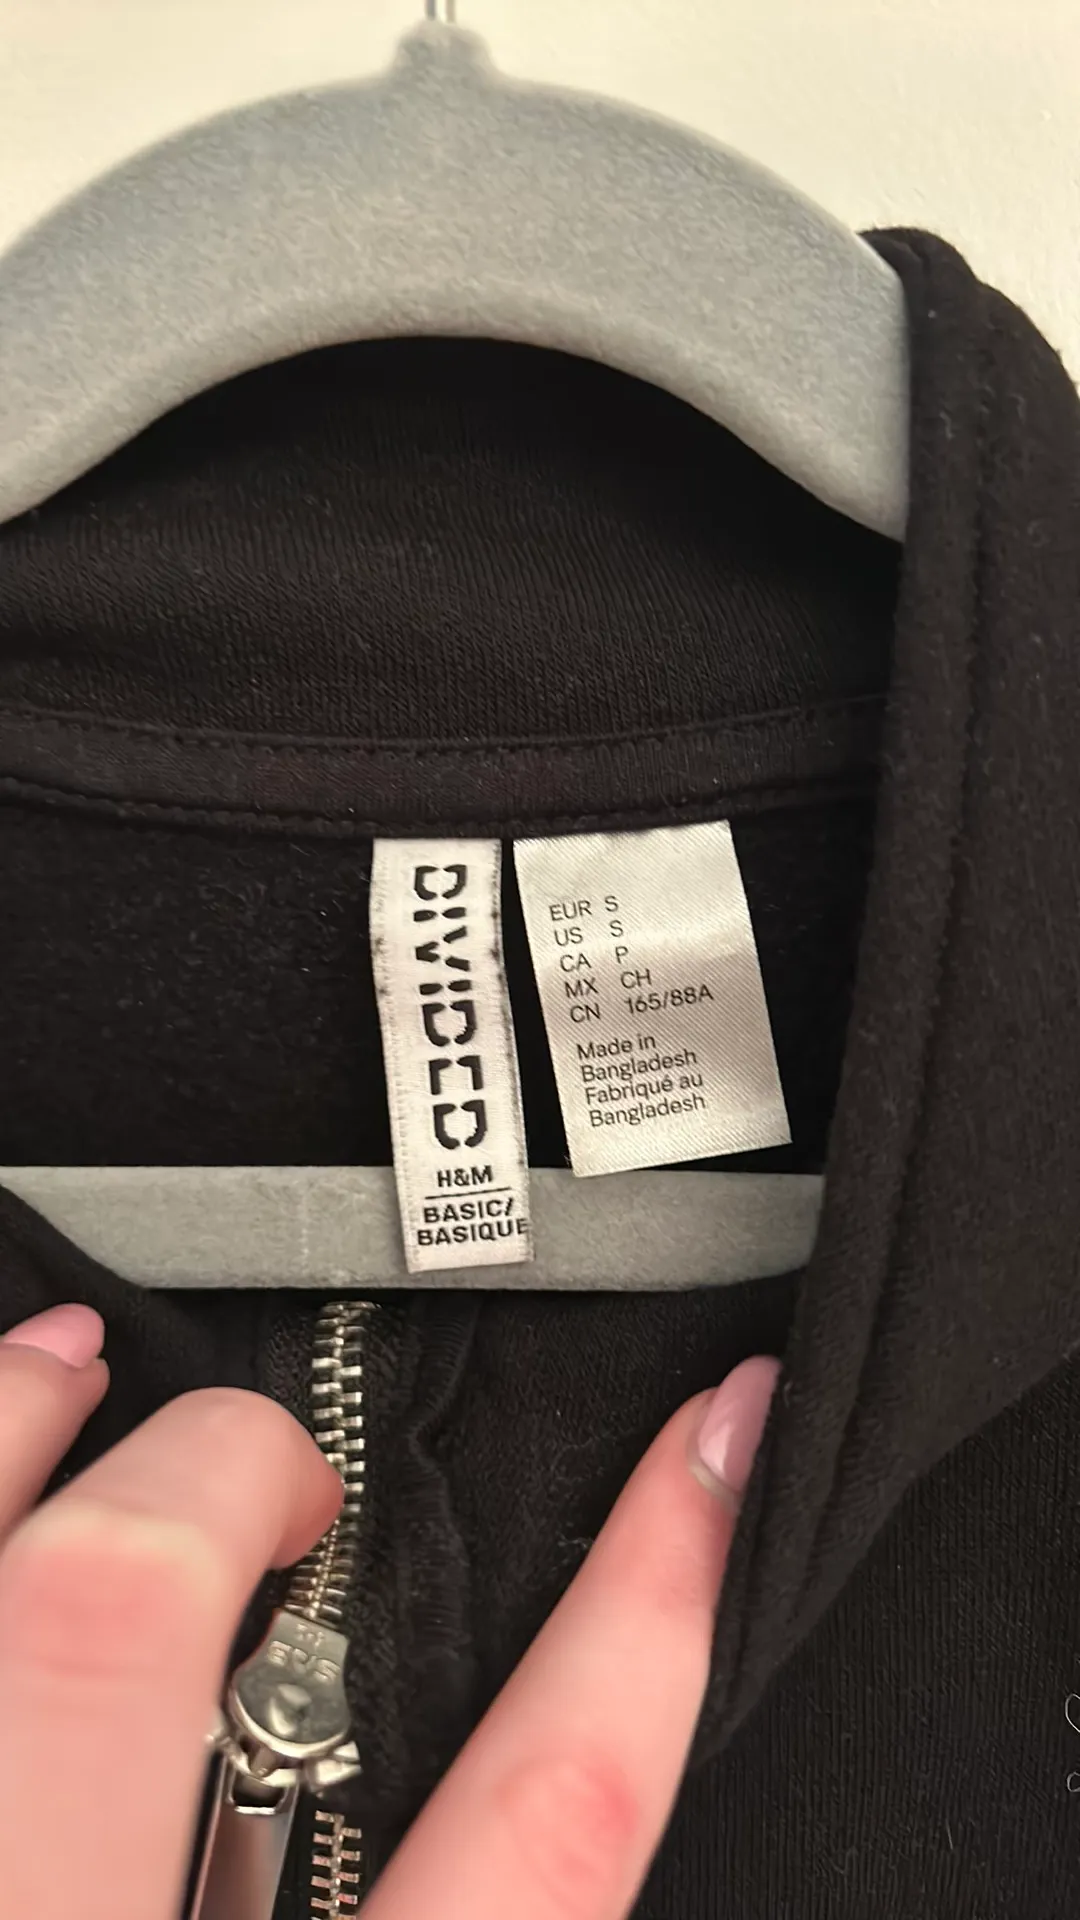 DIVIDED
H&M
BASIC/
BASIQUE
EUR S
US S
CA P
MX CH
CN 165/88A
Made in
Bangladesh
Fabriqué au
Bangladesh